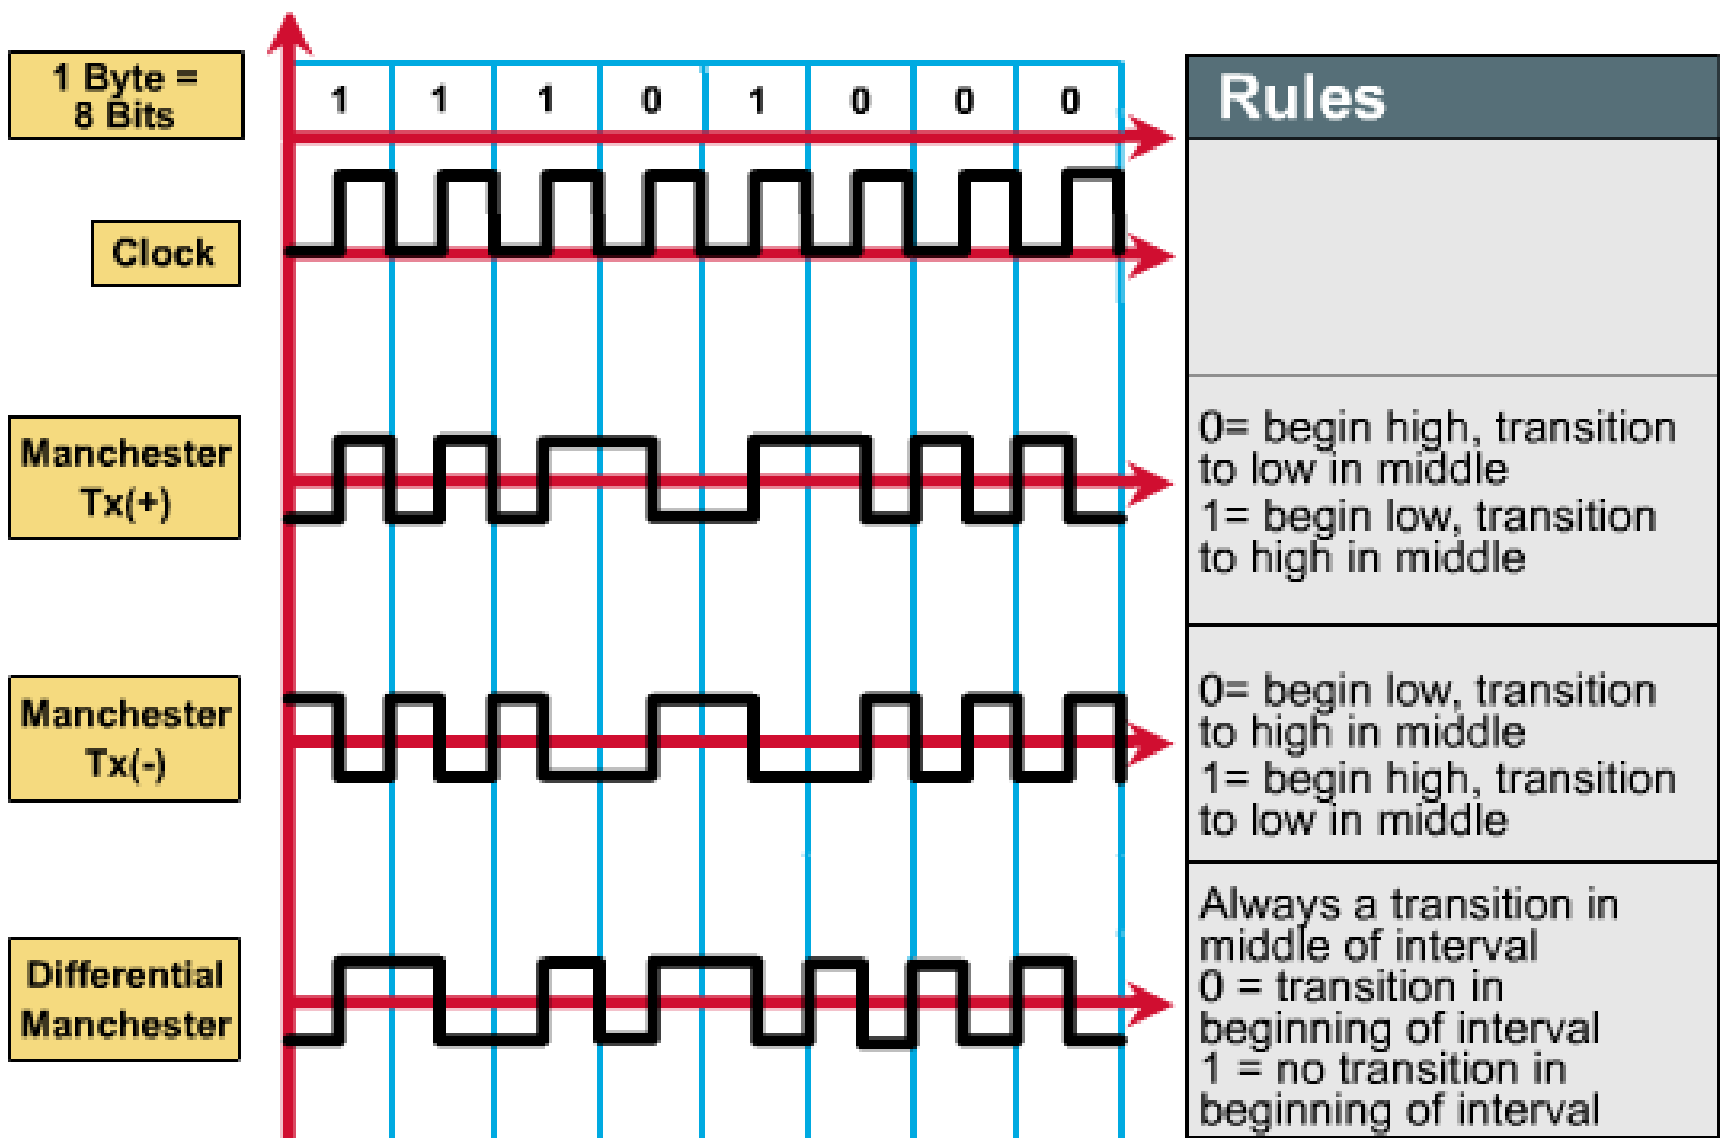 1 Byte =
8 Bits
1 1 1 0 1 0 0 0
Rules
Clock
Manchester
Tx(+)
0= begin high, transition
to low in middle
1= begin low, transition
to high in middle
Manchester
Tx(-)
0= begin low, transition
to high in middle
1= begin high, transition
to low in middle
Differential
Manchester
Always a transition in
middle of interval
0 = transition in
beginning of interval
1 = no transition in
beginning of interval